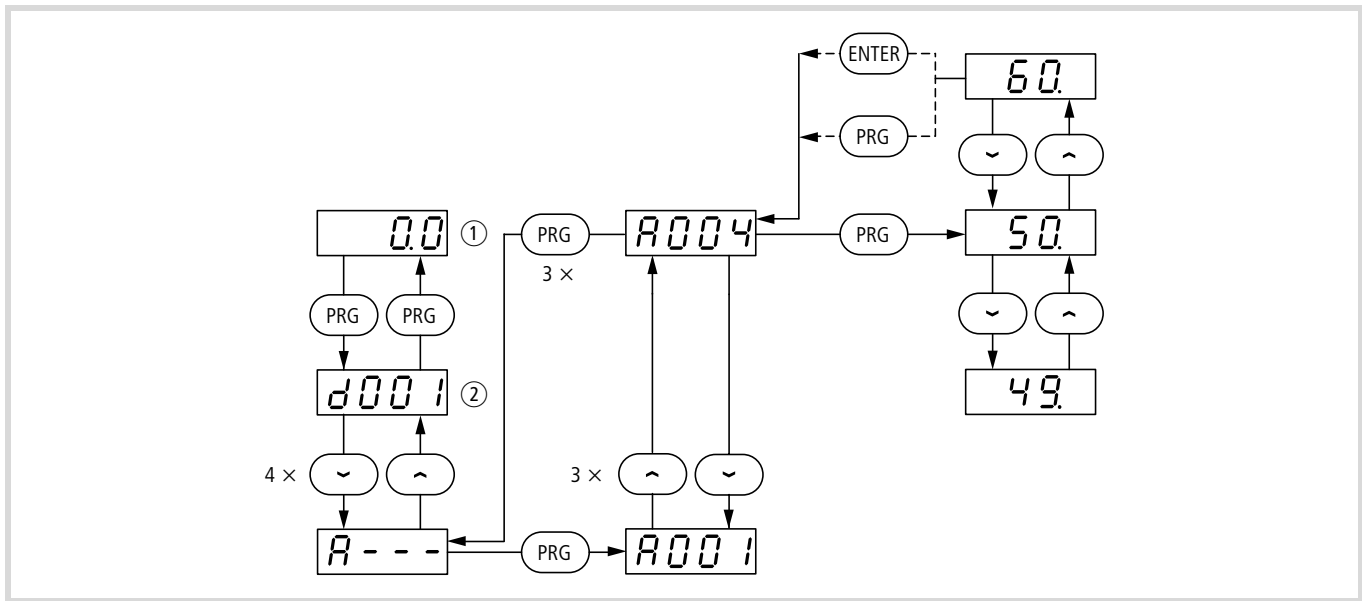 ENTER
60.
PRG
0.0 ① PRG A004 PRG 50.
3 ×
PRG PRG
d001 ② 49.
4 × 3 ×
A--- PRG A001